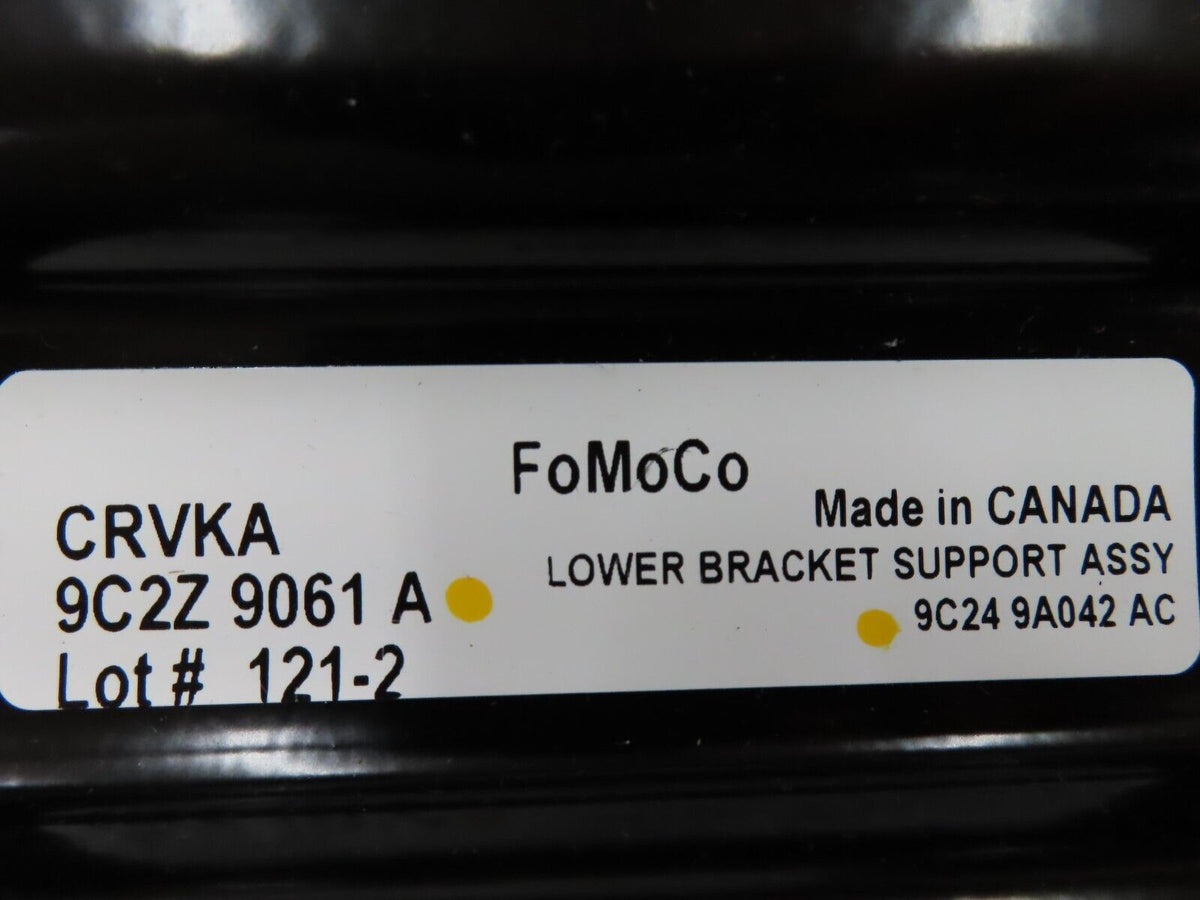 FoMoCo
CRVKA
Made in CANADA
9C2Z 9061 A
LOWER BRACKET SUPPORT ASSY
9C24 9A042 AC
Lot # 121-2